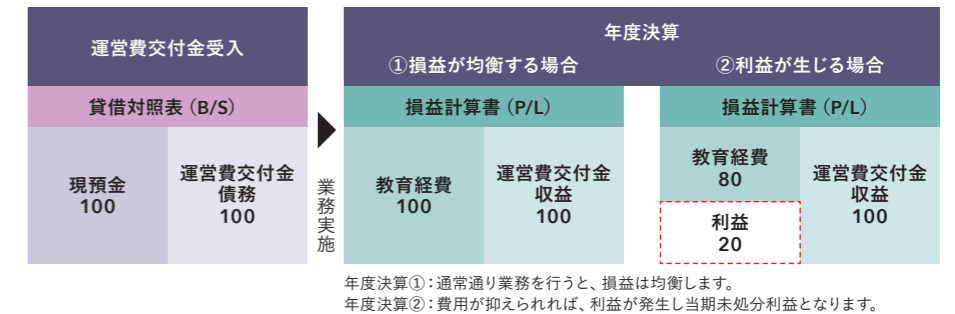 運営費交付金受入
貸借対照表（B/S）
現預金
100
運営費交付金
債務
100
業務実施
年度決算
①損益が均衡する場合
損益計算書（P/L）
教育経費
100
運営費交付金
収益
100
②利益が生じる場合
損益計算書（P/L）
教育経費
80
利益
20
運営費交付金
収益
100
年度決算①：通常通り業務を行うと、損益は均衡します。
年度決算②：費用が抑えられれば、利益が発生し当期未処分利益となります。